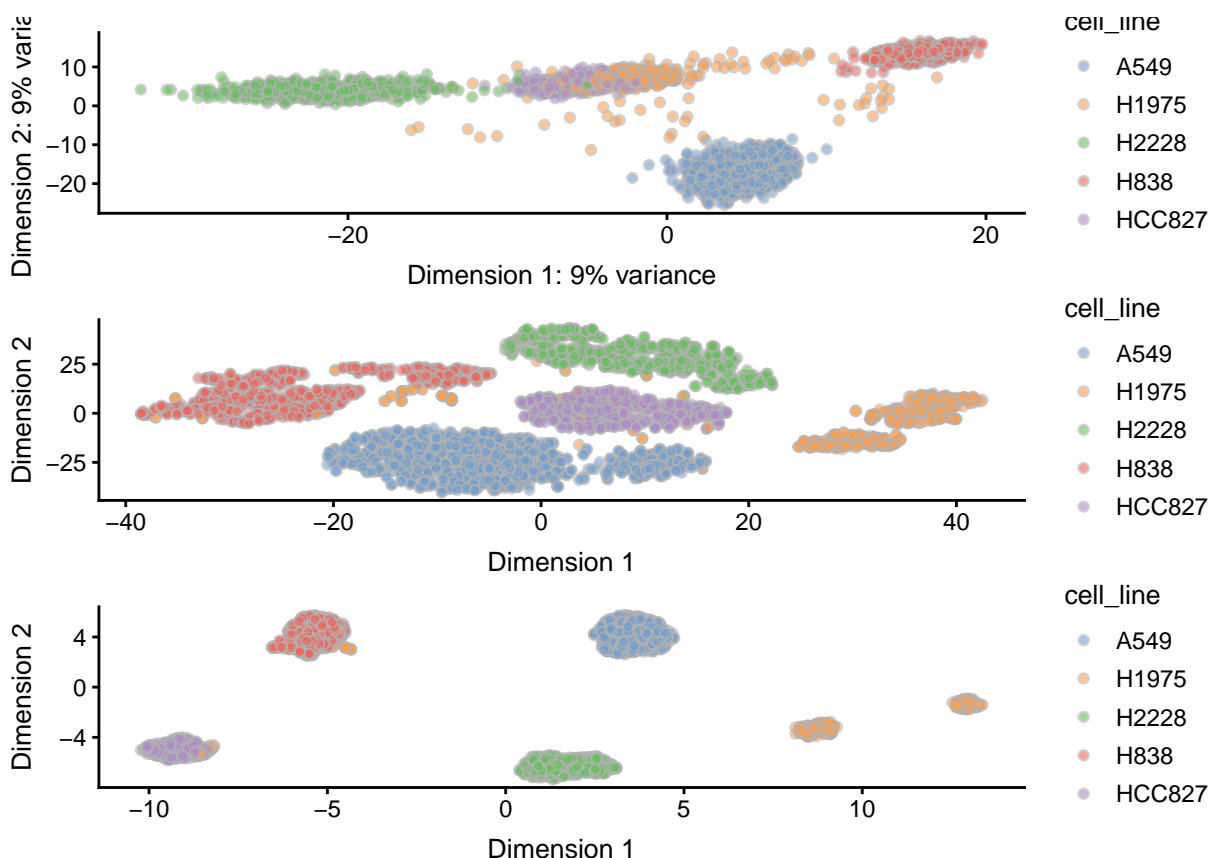 Dimension 2: 9% varia
10
0
−10
−20
−20
0
20
Dimension 1: 9% variance
cell_line
A549
H1975
H2228
H838
HCC827
Dimension 2
25
0
−25
−40
−20
0
20
40
Dimension 1
cell_line
A549
H1975
H2228
H838
HCC827
Dimension 2
4
0
−4
−10
−5
0
5
10
Dimension 1
cell_line
A549
H1975
H2228
H838
HCC827